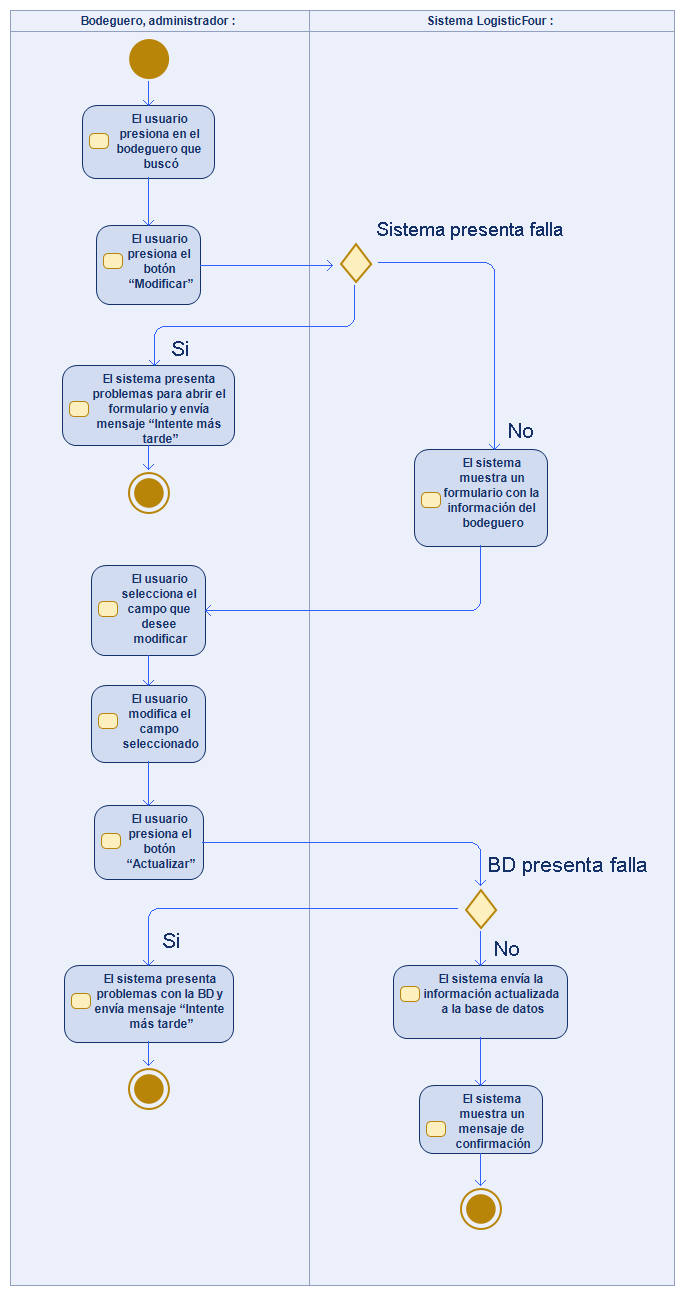 Bodeguero, administrador :
Sistema LogisticFour :
El usuario
presiona en el
bodeguero que
buscó
El usuario
presiona el
botón
“Modificar”
Sistema presenta falla
Si
El sistema presenta
problemas para abrir el
formulario y envía
mensaje “Intente más
tarde”
No
El sistema
muestra un
formulario con la
información del
bodeguero
El usuario
selecciona el
campo que
desee
modificar
El usuario
modifica el
campo
seleccionado
El usuario
presiona el
botón
“Actualizar”
BD presenta falla
Si
El sistema presenta
problemas con la BD y
envía mensaje “Intente
más tarde”
No
El sistema envía la
información actualizada
a la base de datos
El sistema
muestra un
mensaje de
confirmación